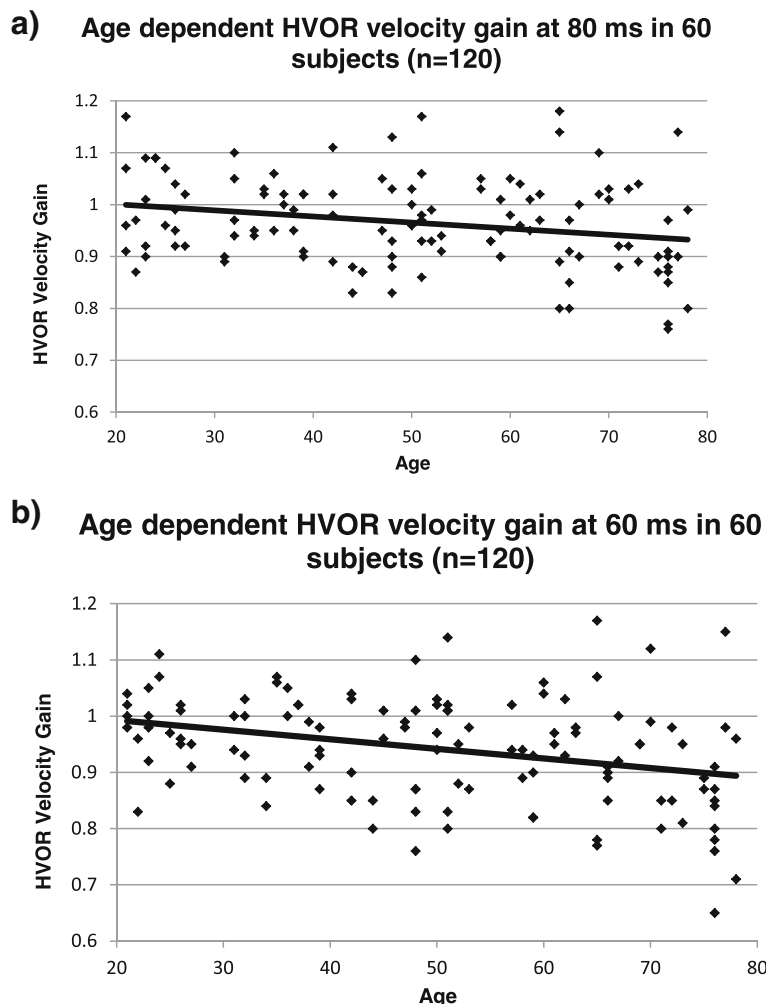 a)
Age dependent HVOR velocity gain at 80 ms in 60
subjects (n=120)
1.2
1.1
1
0.9
0.8
0.7
0.6
HVOR Velocity Gain
20 30 40 50 60 70 80
Age
b)
Age dependent HVOR velocity gain at 60 ms in 60
subjects (n=120)
1.2
1.1
1
0.9
0.8
0.7
0.6
HVOR Velocity Gain
20 30 40 50 60 70 80
Age